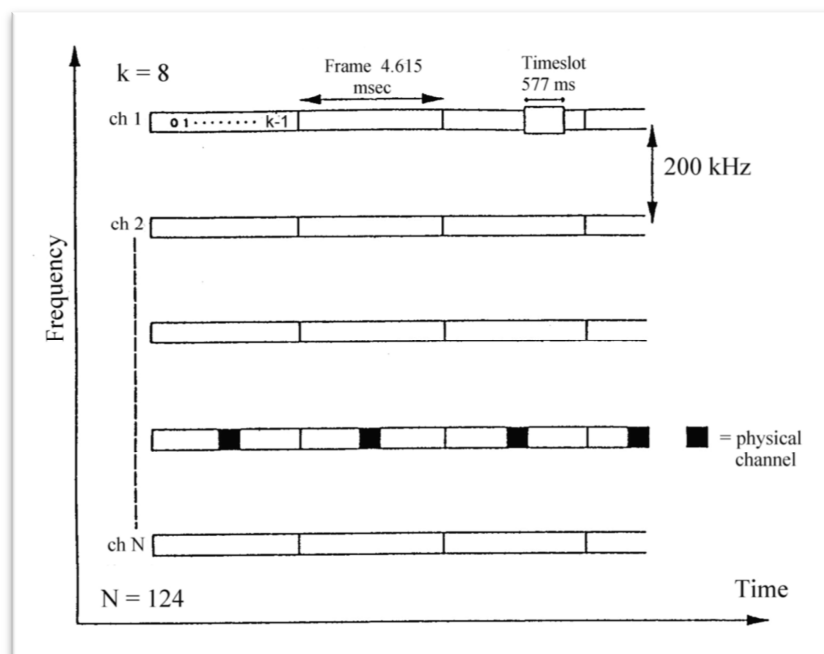 k = 8
Frame 4.615
msec
Timeslot
577 ms
ch 1
0 1 ········ k-1
200 kHz
ch 2
Frequency
= physical
channel
ch N
N = 124
Time